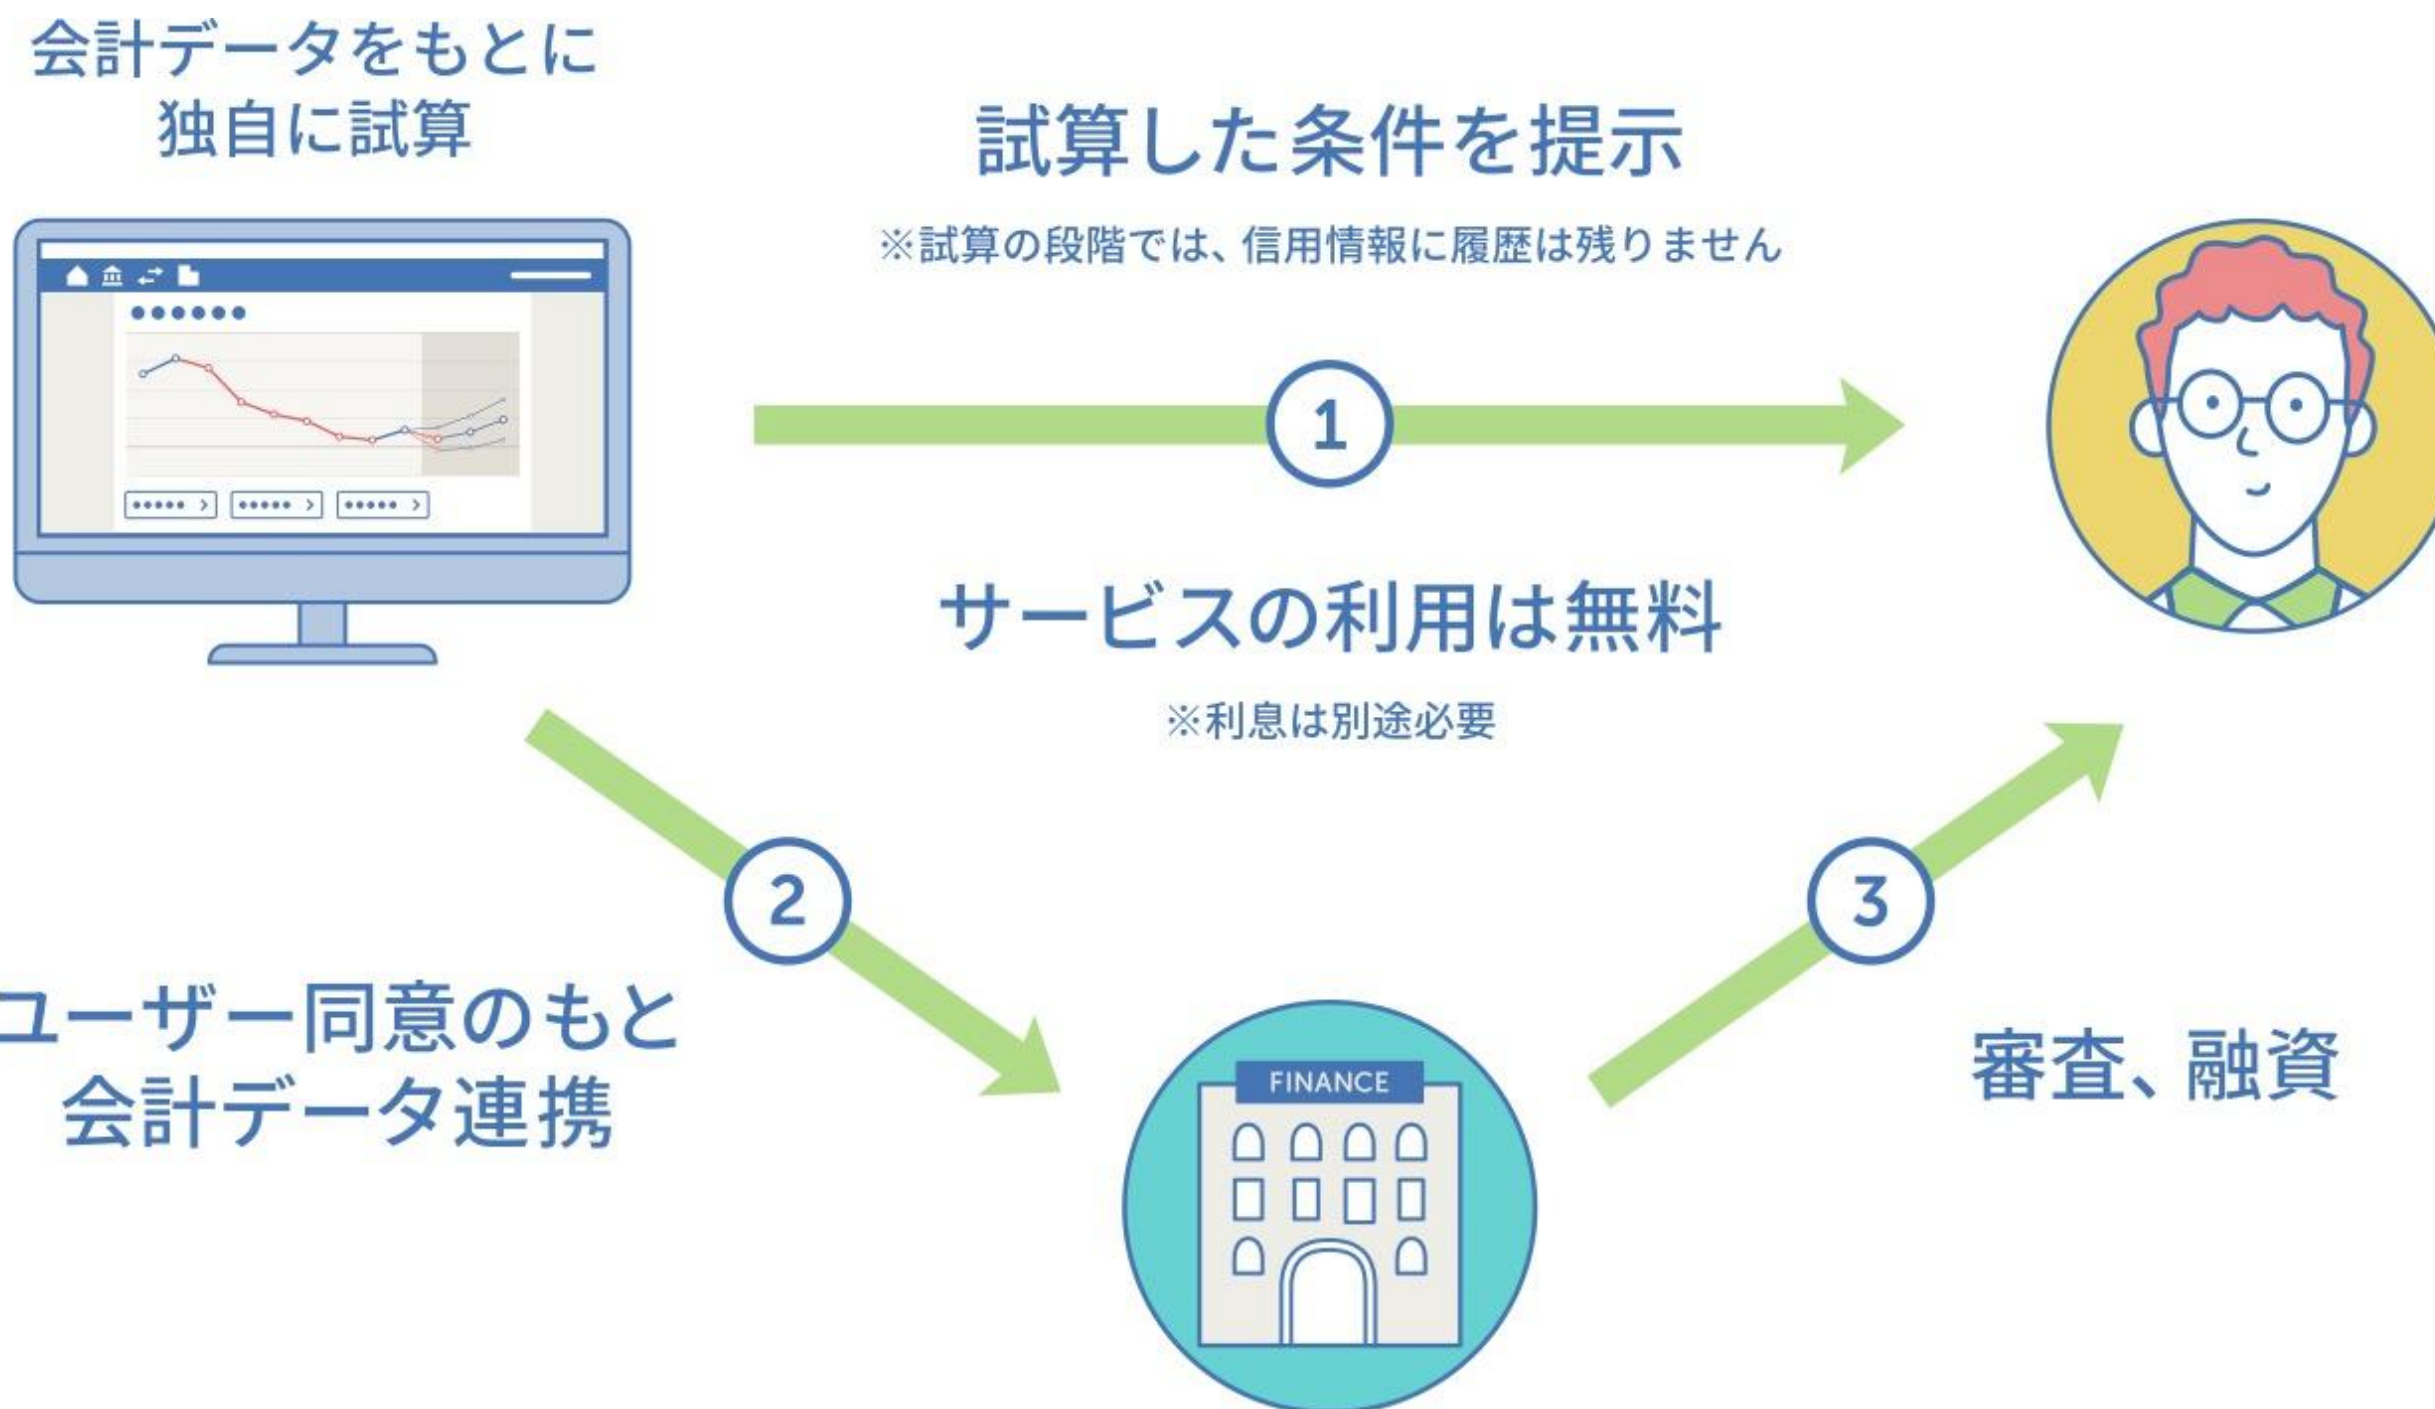 会計データをもとに
独自に試算
試算した条件を提示
※試算の段階では、信用情報に履歴は残りません
1
サービスの利用は無料
※利息は別途必要
2
3
ユーザー同意のもと
会計データ連携
審査、融資
FINANCE